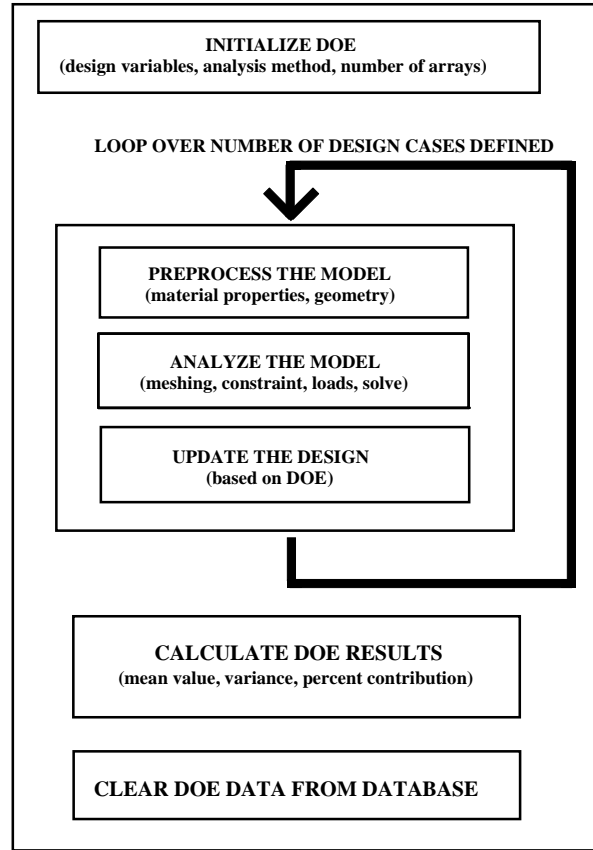 INITIALIZE DOE
(design variables, analysis method, number of arrays)
LOOP OVER NUMBER OF DESIGN CASES DEFINED
PREPROCESS THE MODEL
(material properties, geometry)
ANALYZE THE MODEL
(meshing, constraint, loads, solve)
UPDATE THE DESIGN
(based on DOE)
CALCULATE DOE RESULTS
(mean value, variance, percent contribution)
CLEAR DOE DATA FROM DATABASE